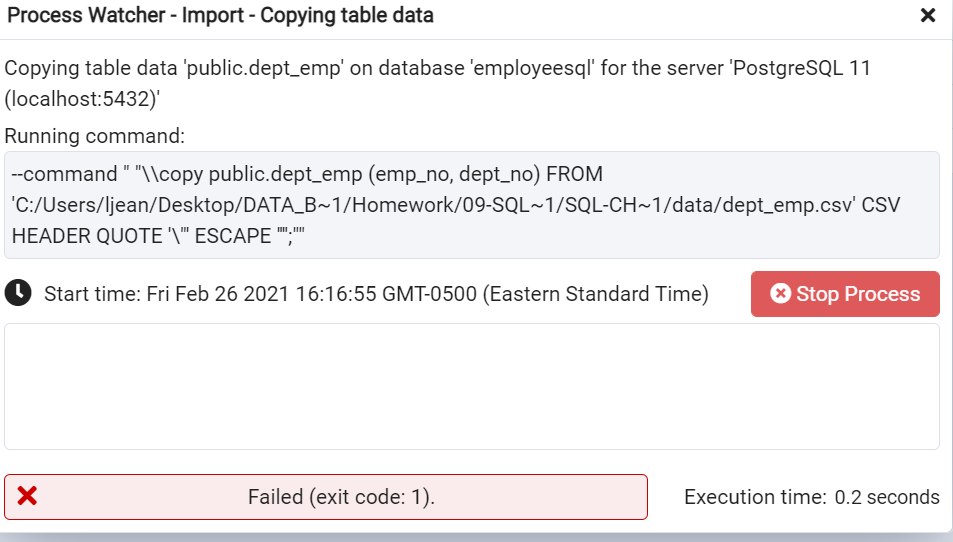 Process Watcher - Import - Copying table data
Copying table data 'public.dept_emp' on database 'employeesql' for the server 'PostgreSQL 11
(localhost:5432)'
Running command:
--command " "\\copy public.dept_emp (emp_no, dept_no) FROM
'C:/Users/ljean/Desktop/DATA_B~1/Homework/09-SQL~1/SQL-CH~1/data/dept_emp.csv' CSV
HEADER QUOTE '\"' ESCAPE '''';""
Start time: Fri Feb 26 2021 16:16:55 GMT-0500 (Eastern Standard Time)
Stop Process
Failed (exit code: 1).
Execution time: 0.2 seconds